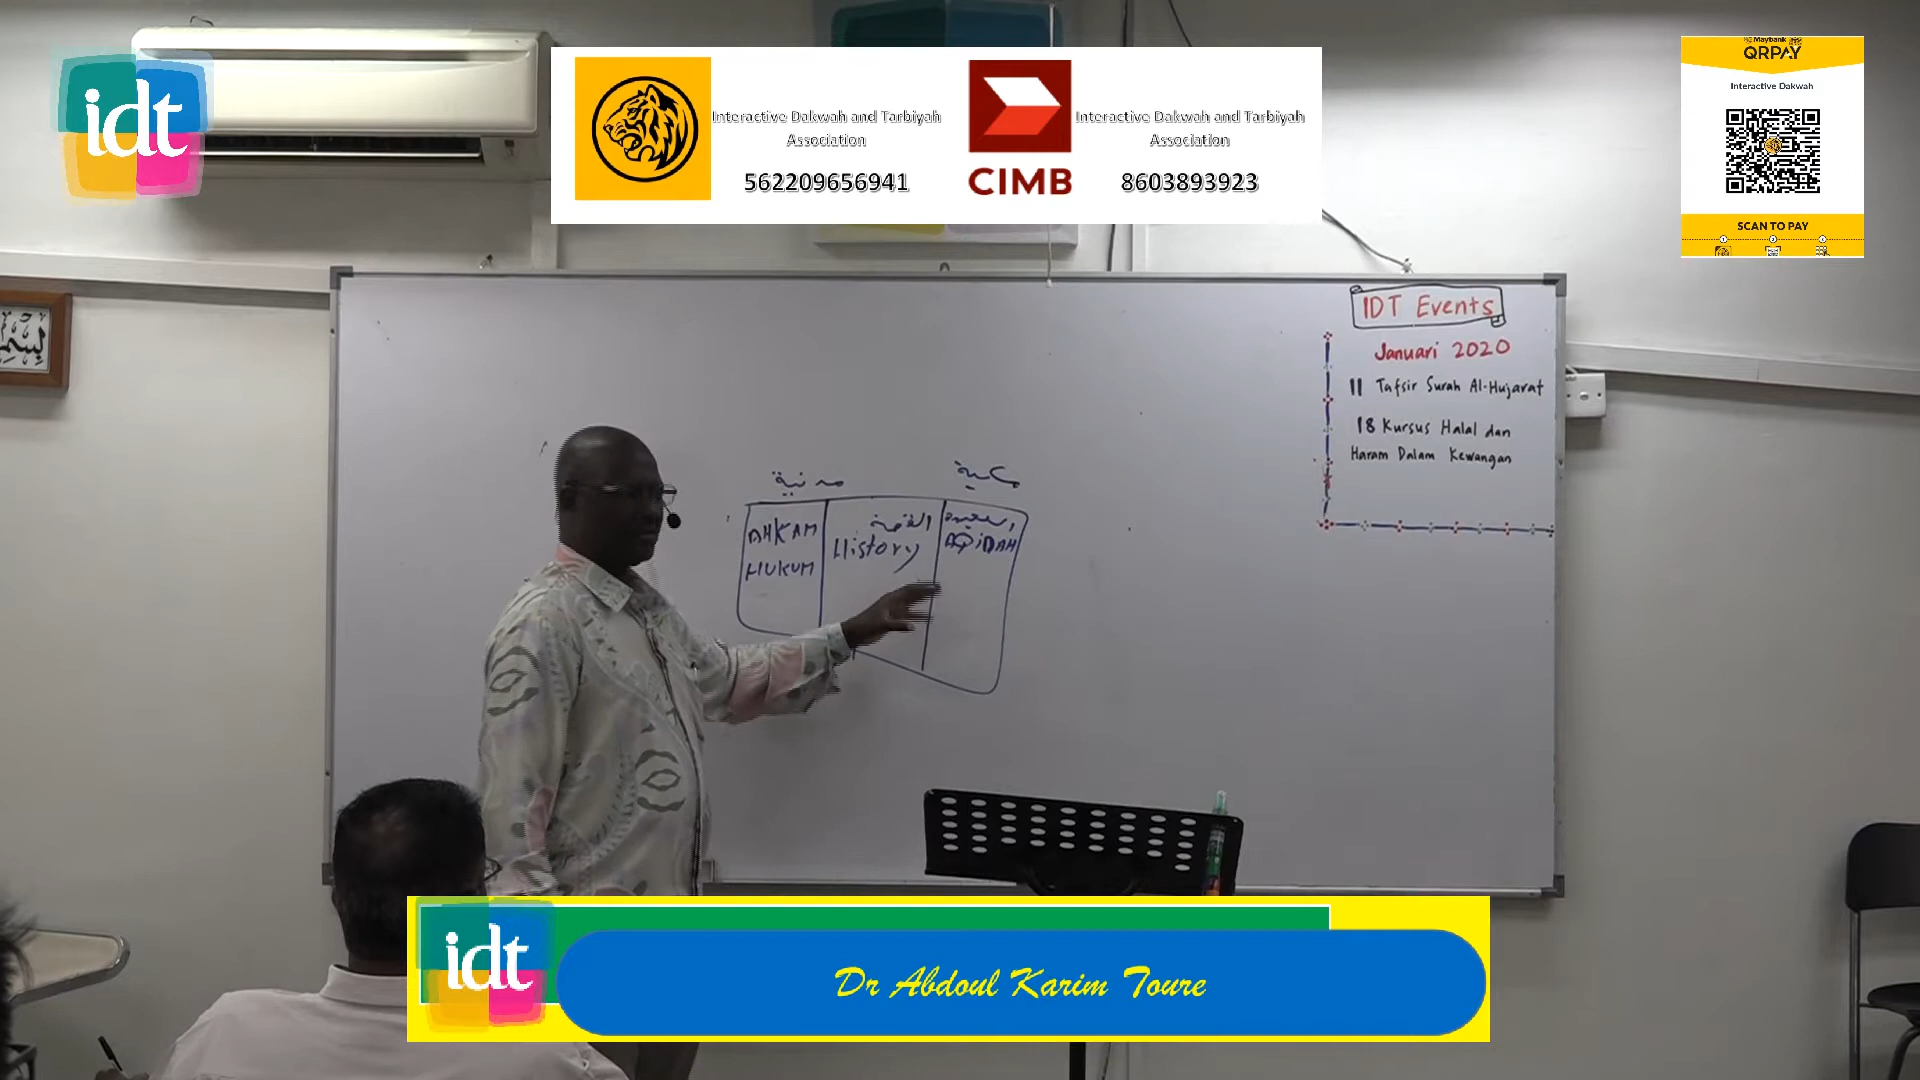 idt
Interactive Dakwah and Tarbiyah
Association
562209656941
CIMB
Interactive Dakwah and Tarbiyah
Association
8603893923
Maybank
QRPAY
Interactive Dakwah
SCAN TO PAY
IDT Events
Januari 2020
11 Tafsir Surah Al-Hujarat
18 Kursus Halal dan
Haram Dalam Kewangan
مكية
مدنية
القصة
AHKAM
HUKUM
History
AQIDAH
idt
Dr Abdoul Karim Toure